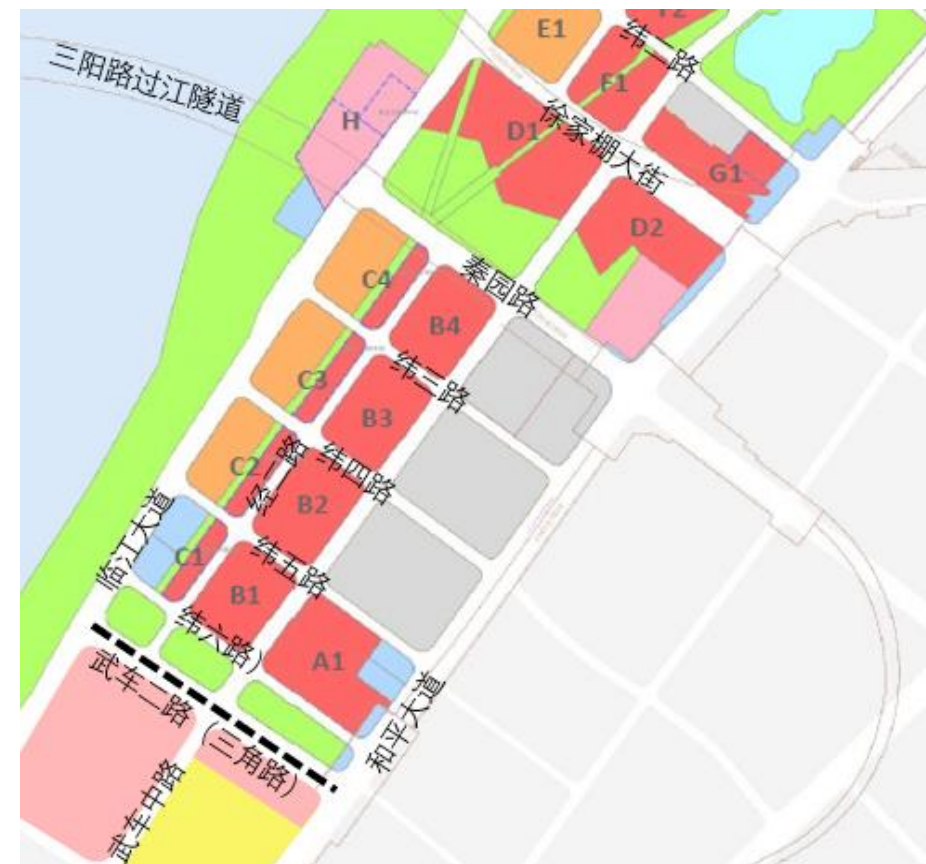 E1
F2
纬二路
三阳路过江隧道
F1
H
D1
徐家棚大街
G1
D2
C4
秦园路
B4
纬三路
C3
B3
纬四路
C2
经一路
B2
临江大道
C1
纬五路
B1
纬六路）
A1
武车二路（三角路）
和平大道
武车中路